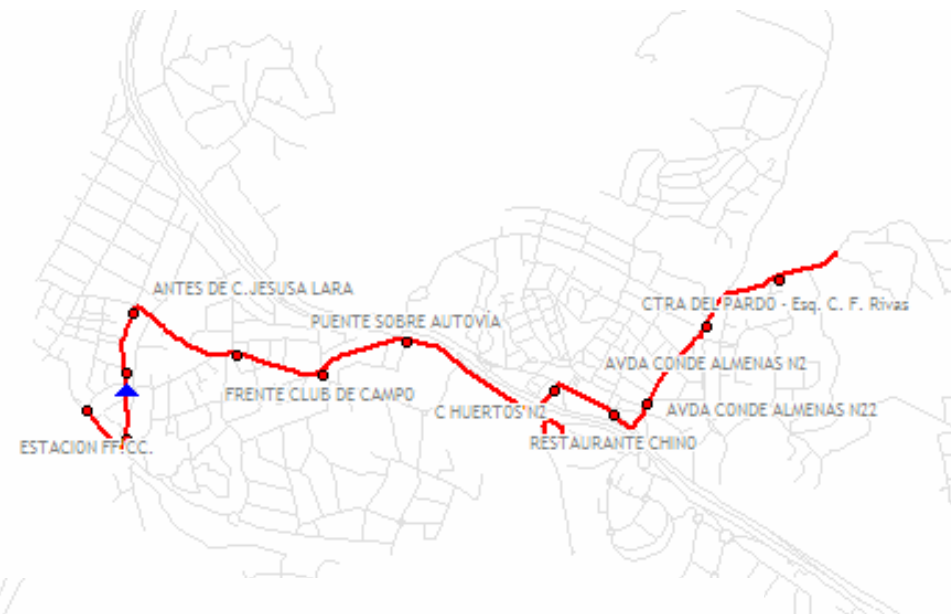 ANTES DE C. JESUSA LARA
CTRA DEL PARDO - Esq. C. F. Rivas
PUENTE SOBRE AUTOVÍA
AVDA CONDE ALMENAS N2
FRENTE CLUB DE CAMPO
C HUERTOS N2
AVDA CONDE ALMENAS N22
ESTACION FF.CC.
RESTAURANTE CHINO